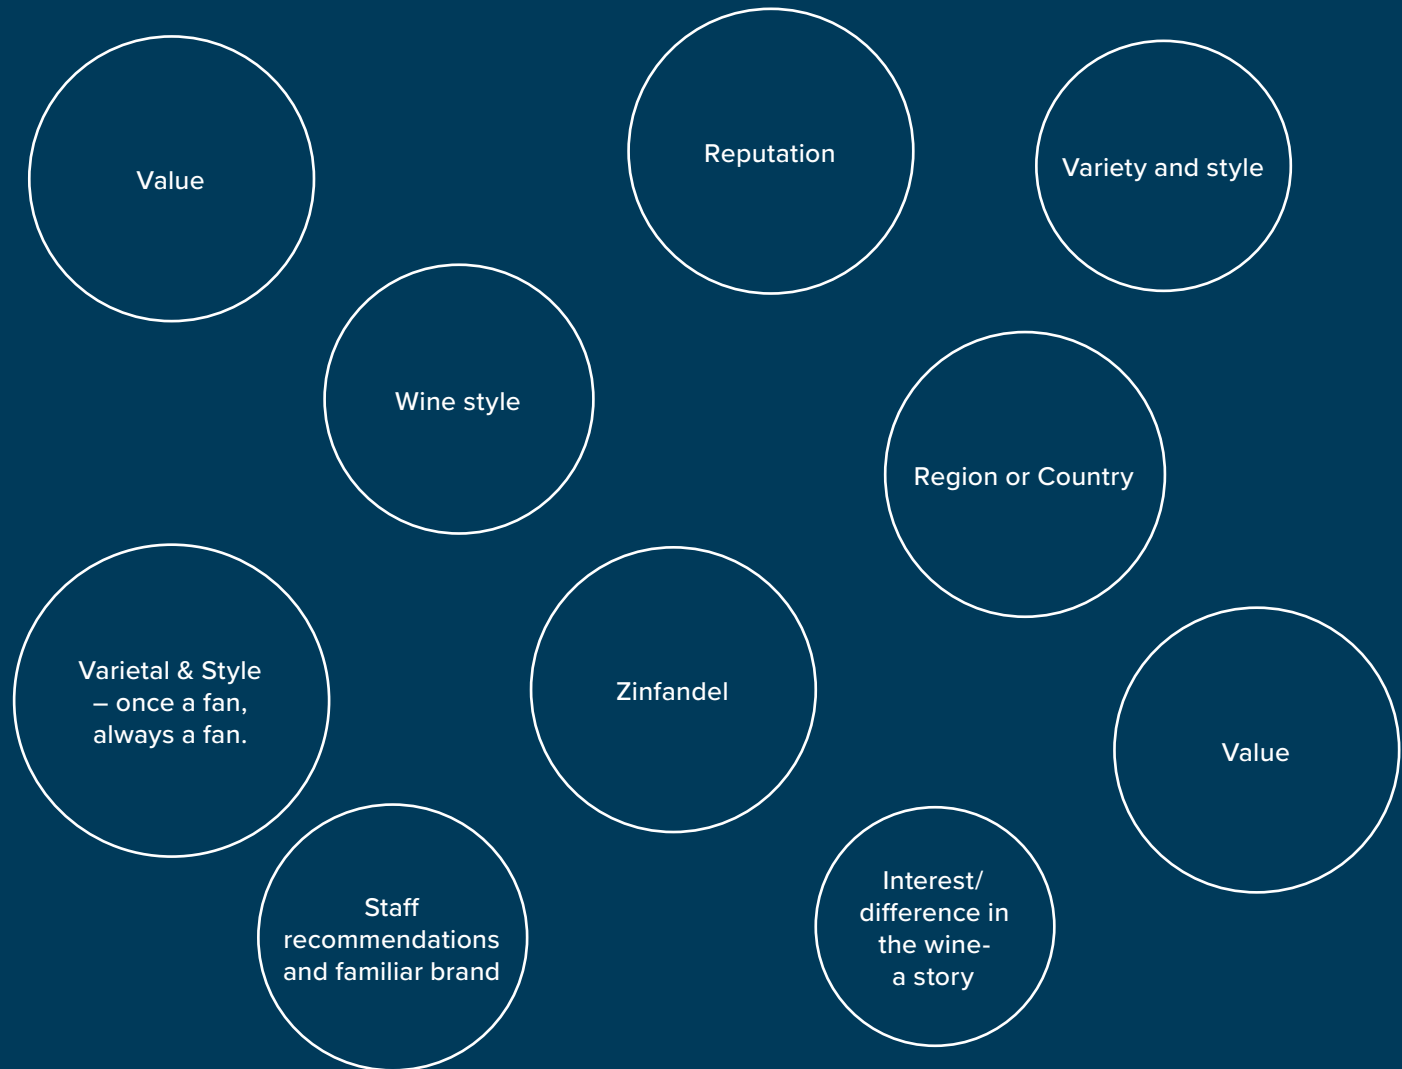 Value
Reputation
Variety and style
Wine style
Region or Country
Varietal & Style
– once a fan,
always a fan.
Zinfandel
Value
Staff
recommendations
and familiar brand
Interest/
difference in
the wine-
a story